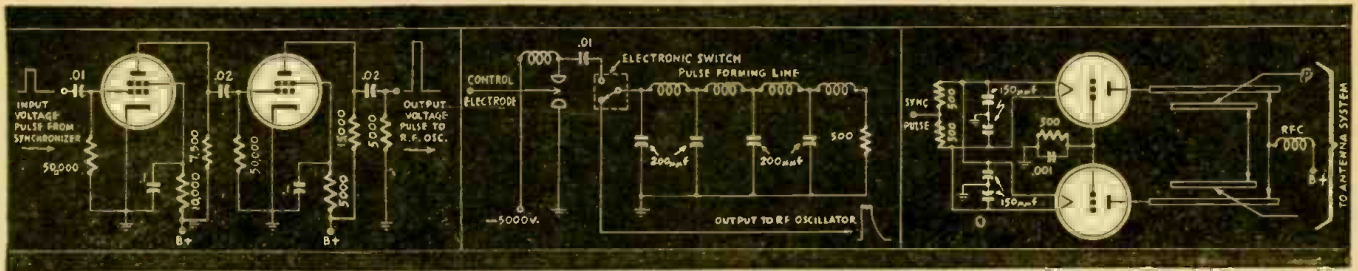 .01
INPUT
VOLTAGE
PULSE FROM
SYNCHRONIZER
50,000
.1
10,000
7,500
B+
.02
50,000
.1
5000
B+
15,000
.02
5000
OUTPUT
VOLTAGE
PULSE TO
R.F. OSC.
CONTROL
ELECTRODE
.01
ELECTRONIC SWITCH
PULSE FORMING LINE
200μμf
200μμf
500
—5000v.
OUTPUT TO RF OSCILLATOR
SYNC
PULSE
500
500
150μμf
500
.001
150μμf
P
RFC
B+
TO ANTENNA SYSTEM